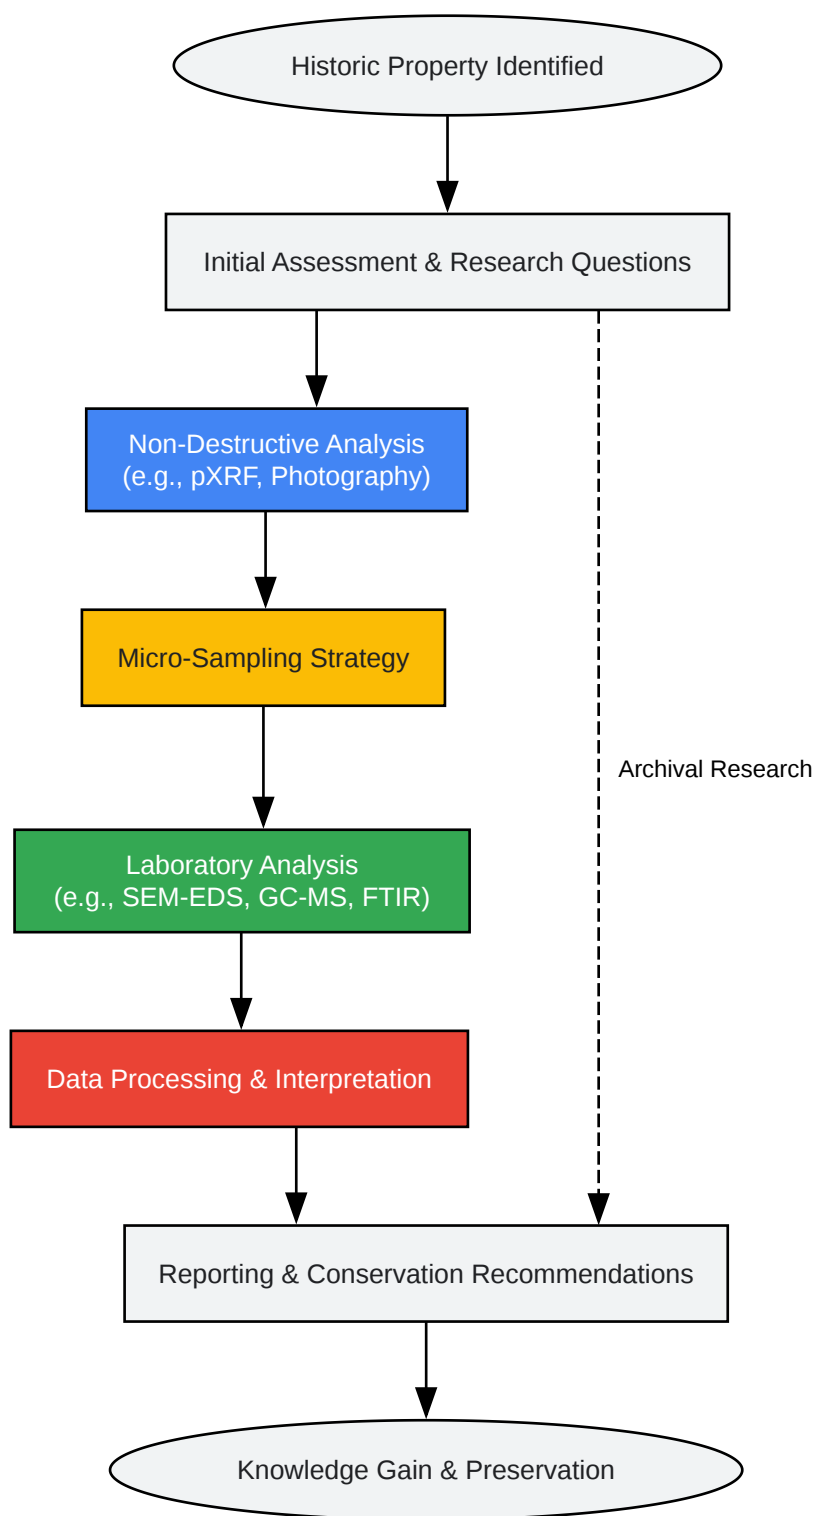 Historic Property Identified
Initial Assessment & Research Questions
Non-Destructive Analysis
(e.g., pXRF, Photography)
Micro-Sampling Strategy
Archival Research
Laboratory Analysis
(e.g., SEM-EDS, GC-MS, FTIR)
Data Processing & Interpretation
Reporting & Conservation Recommendations
Knowledge Gain & Preservation